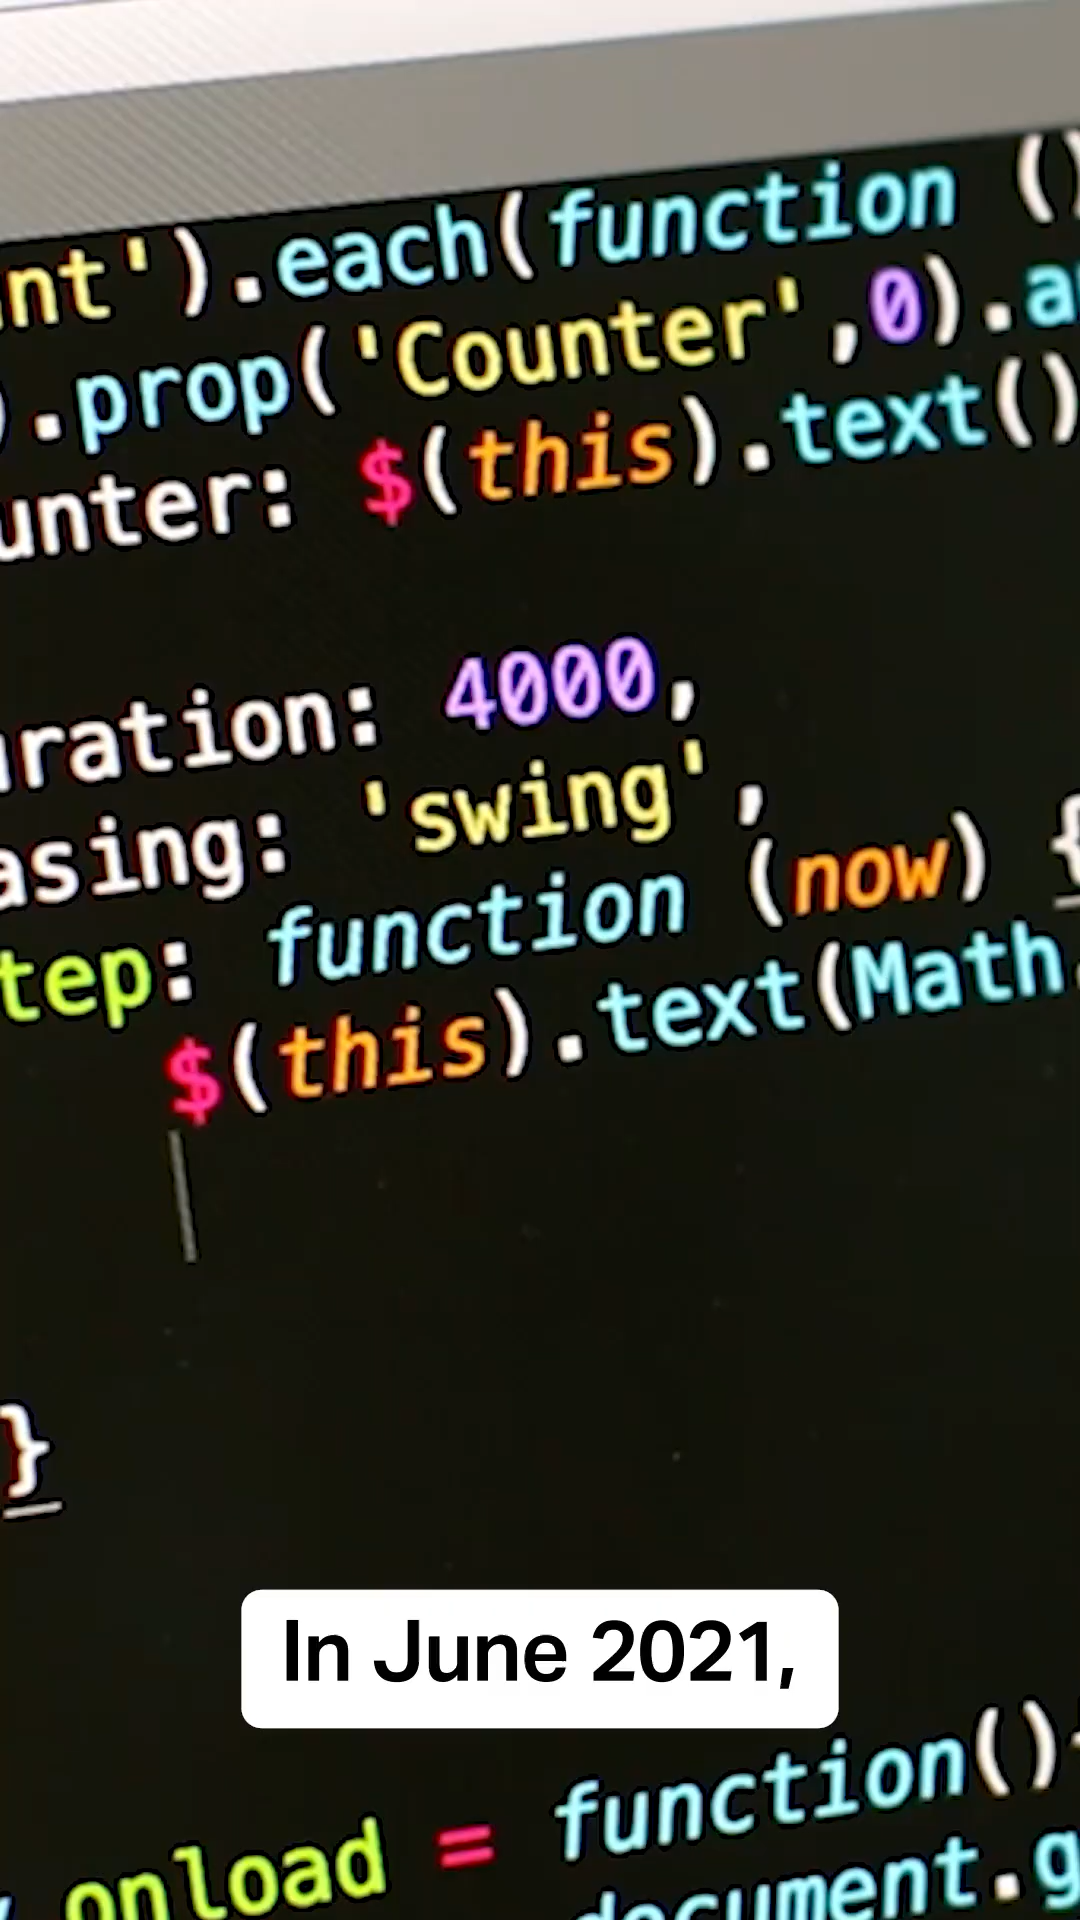 nt').each(function ()
).prop('Counter',0).a
unter: $(this).text()
uration: 4000,
asing: 'swing',
tep: function (now) {
$(this).text(Math.
}
In June 2021,
onload = function()
document.g